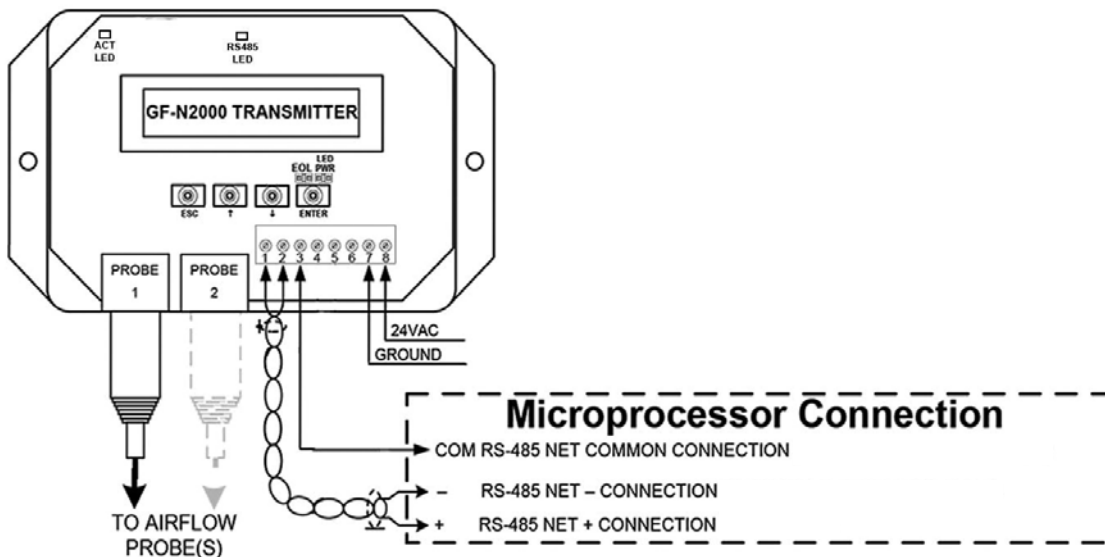 ACT
LED
RS485
LED
GF-N2000 TRANSMITTER
LED
EOL PWR
ESC ↑ ↓ ENTER
1 2 3 4 5 6 7 8
PROBE
1
PROBE
2
24VAC
GROUND
+ −
Microprocessor Connection
COM RS-485 NET COMMON CONNECTION
− RS-485 NET – CONNECTION
+ RS-485 NET + CONNECTION
TO AIRFLOW
PROBE(S)